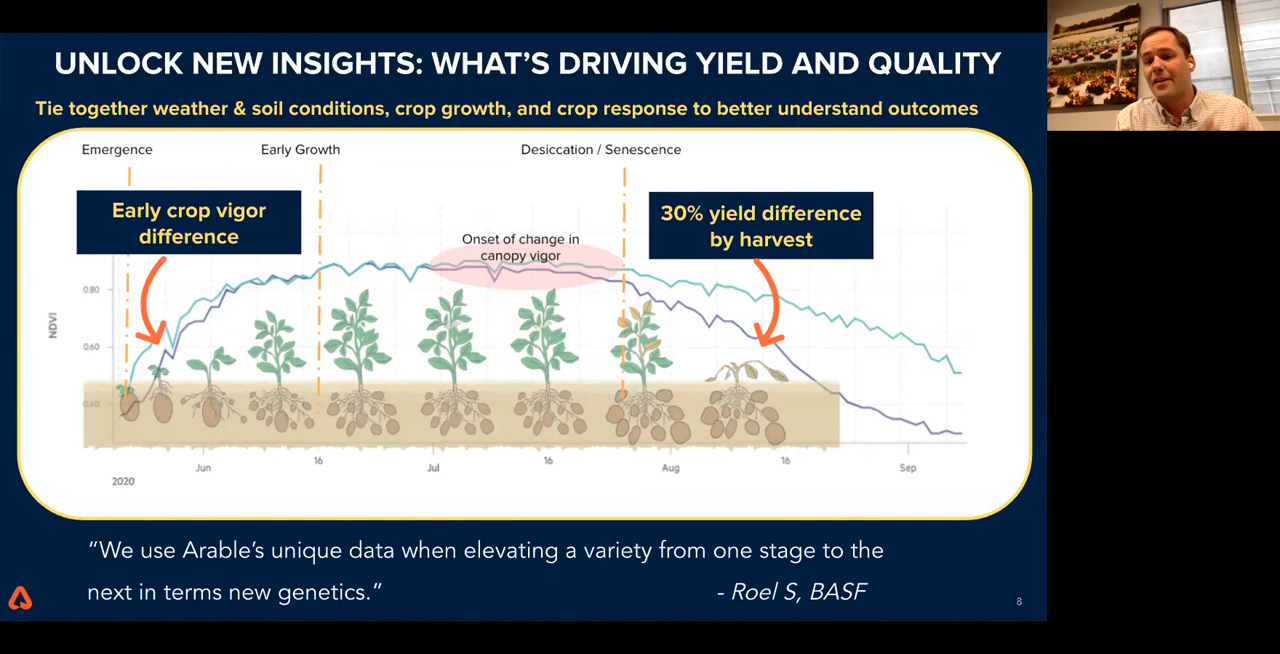 UNLOCK NEW INSIGHTS: WHAT'S DRIVING YIELD AND QUALITY
Tie together weather & soil conditions, crop growth, and crop response to better understand outcomes
Emergence
Early Growth
Desiccation / Senescence
Early crop vigor
difference
30% yield difference
by harvest
Onset of change in
canopy vigor
NDVI
0.80
0.60
0.40
Jun
16
Jul
16
Aug
16
Sep
2020
“We use Arable’s unique data when elevating a variety from one stage to the
next in terms new genetics.”
- Roel S, BASF
8